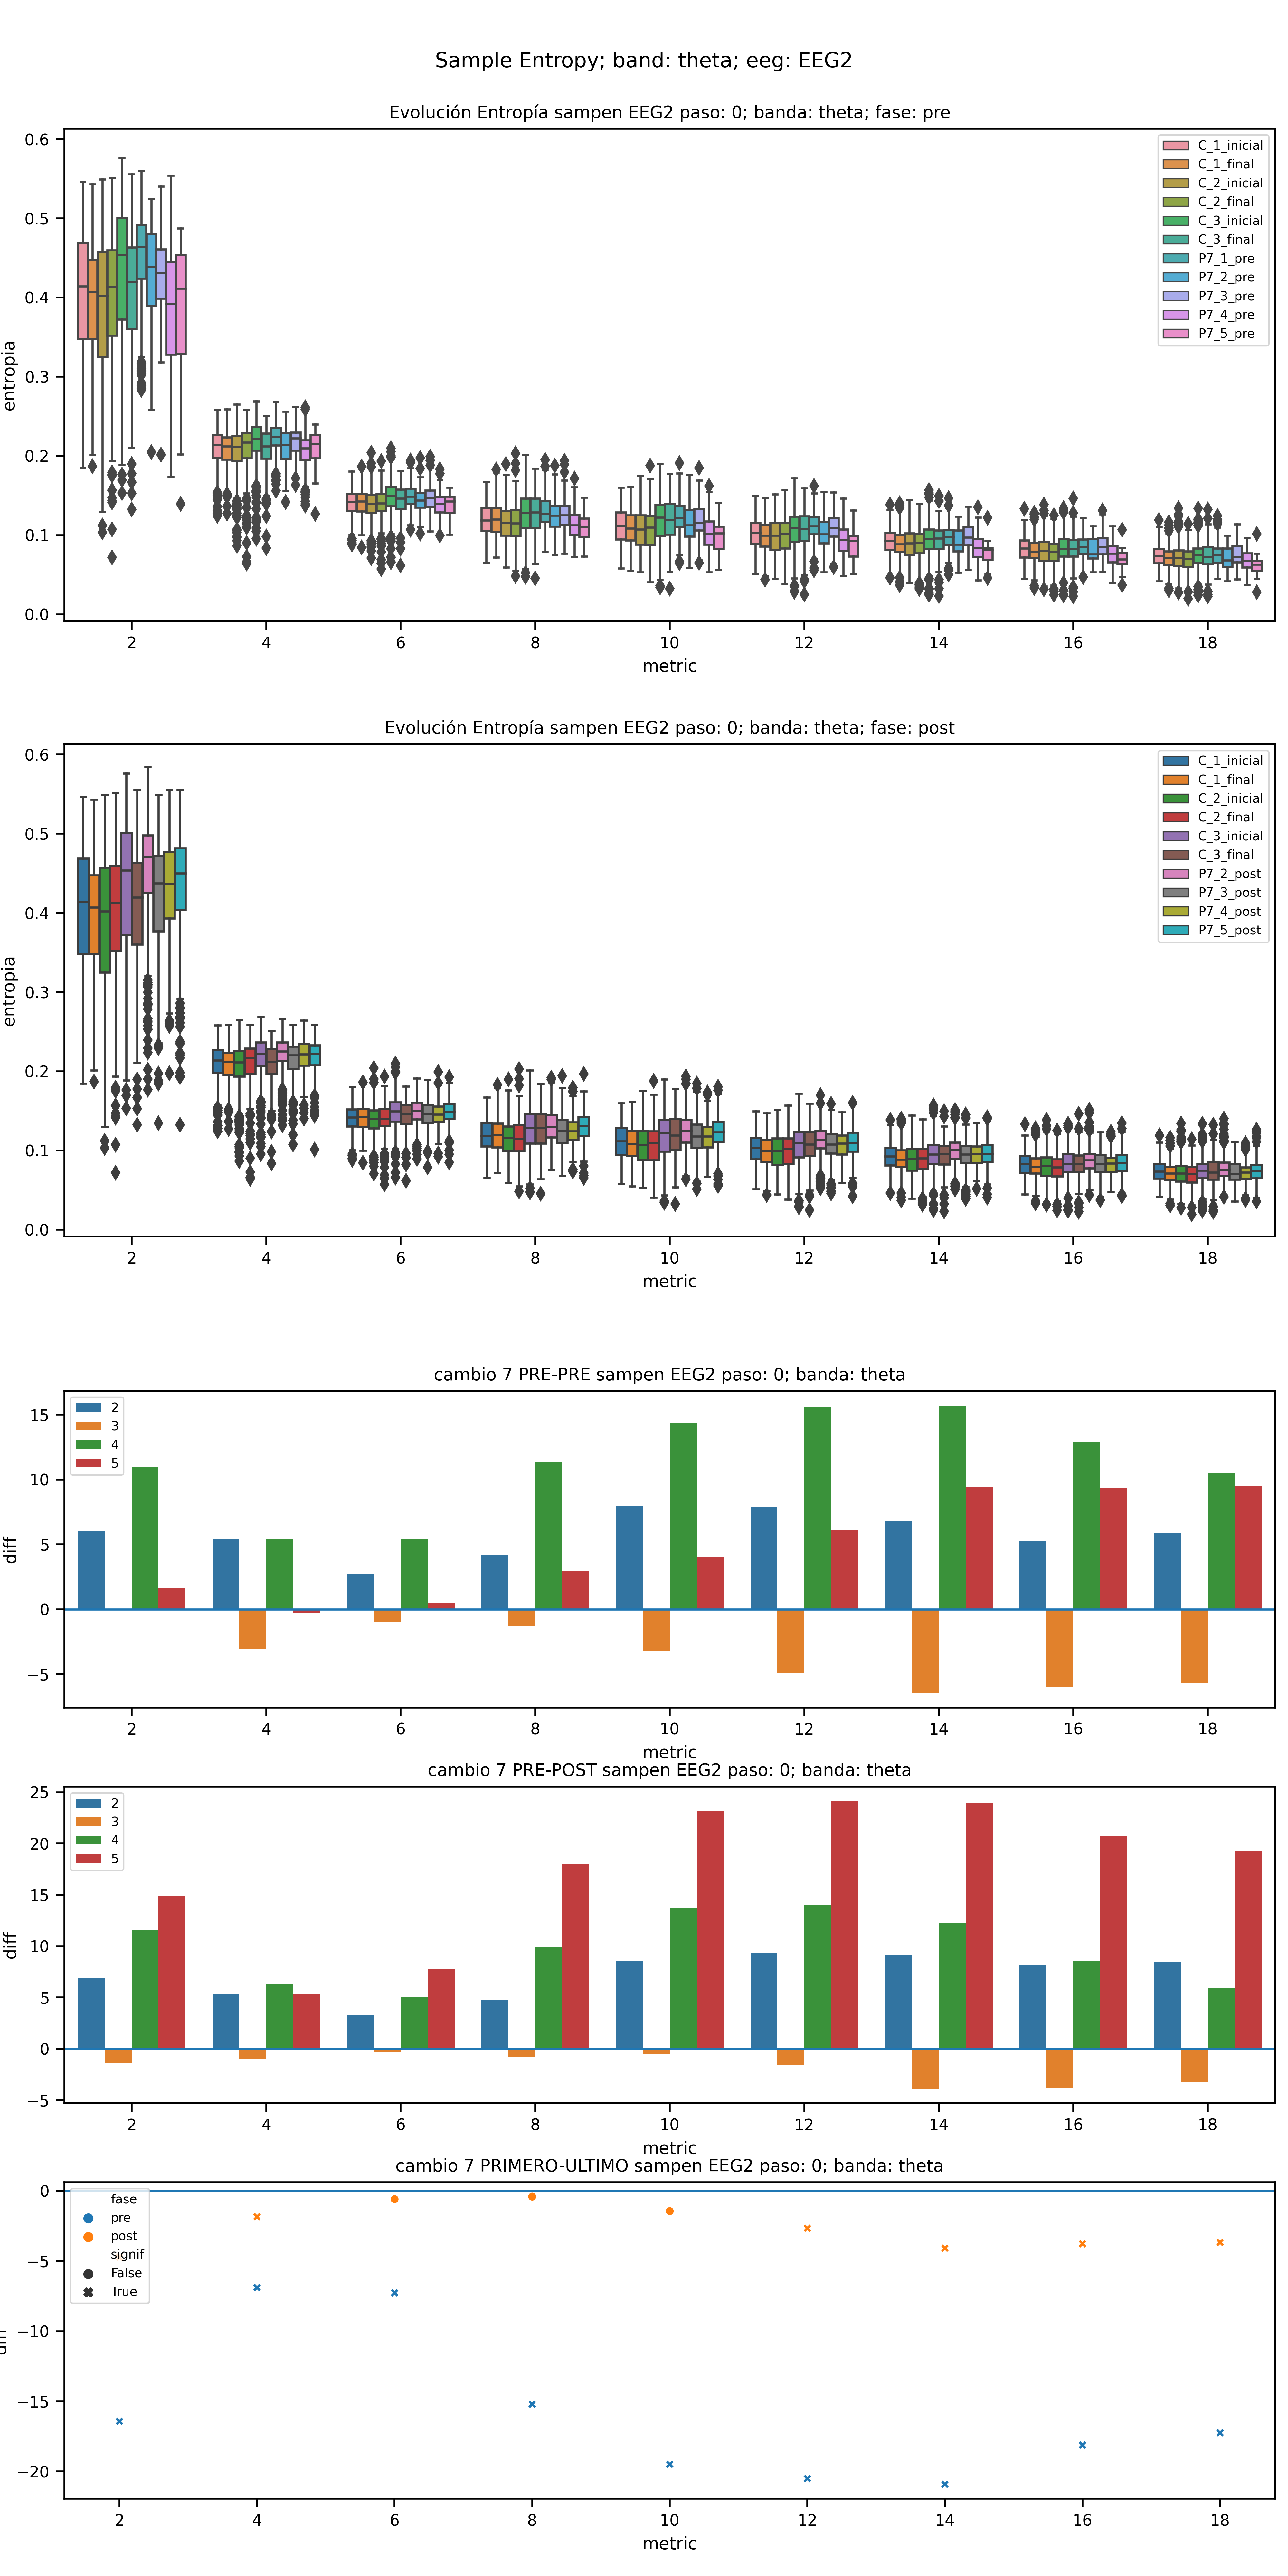 Sample Entropy; band: theta; eeg: EEG2
Evolución Entropía sampen EEG2 paso: 0; banda: theta; fase: pre
entropia
0.6
0.5
0.4
0.3
0.2
0.1
0.0
C_1_inicial
C_1_final
C_2_inicial
C_2_final
C_3_inicial
C_3_final
P7_1_pre
P7_2_pre
P7_3_pre
P7_4_pre
P7_5_pre
2 4 6 8 10 12 14 16 18
metric
Evolución Entropía sampen EEG2 paso: 0; banda: theta; fase: post
entropia
0.6
0.5
0.4
0.3
0.2
0.1
0.0
C_1_inicial
C_1_final
C_2_inicial
C_2_final
C_3_inicial
C_3_final
P7_2_post
P7_3_post
P7_4_post
P7_5_post
2 4 6 8 10 12 14 16 18
metric
cambio 7 PRE-PRE sampen EEG2 paso: 0; banda: theta
diff
15
10
5
0
−5
2
3
4
5
2 4 6 8 10 12 14 16 18
metric
cambio 7 PRE-POST sampen EEG2 paso: 0; banda: theta
diff
25
20
15
10
5
0
−5
2
3
4
5
2 4 6 8 10 12 14 16 18
metric
cambio 7 PRIMERO-ULTIMO sampen EEG2 paso: 0; banda: theta
0
−5
−10
−15
−20
fase
pre
post
signif
False
True
2 4 6 8 10 12 14 16 18
metric